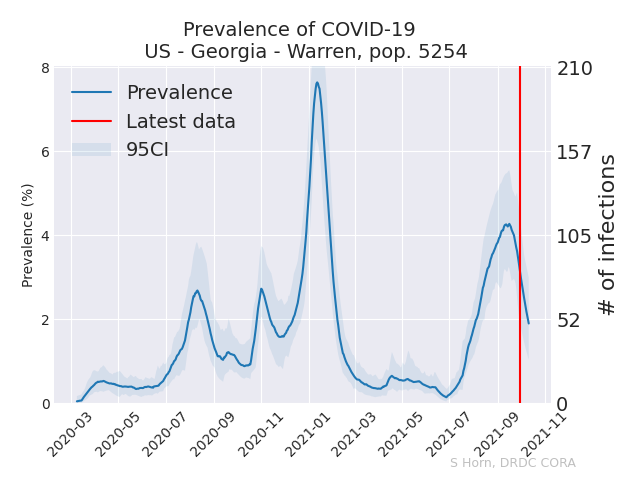 Prevalence of COVID-19
US - Georgia - Warren, pop. 5254
Prevalence
Latest data
95CI
Prevalence (%)
8
6
4
2
0
210
157
105
52
0
# of infections
2020-03
2020-05
2020-07
2020-09
2020-11
2021-01
2021-03
2021-05
2021-07
2021-09
2021-11
S Horn, DRDC CORA